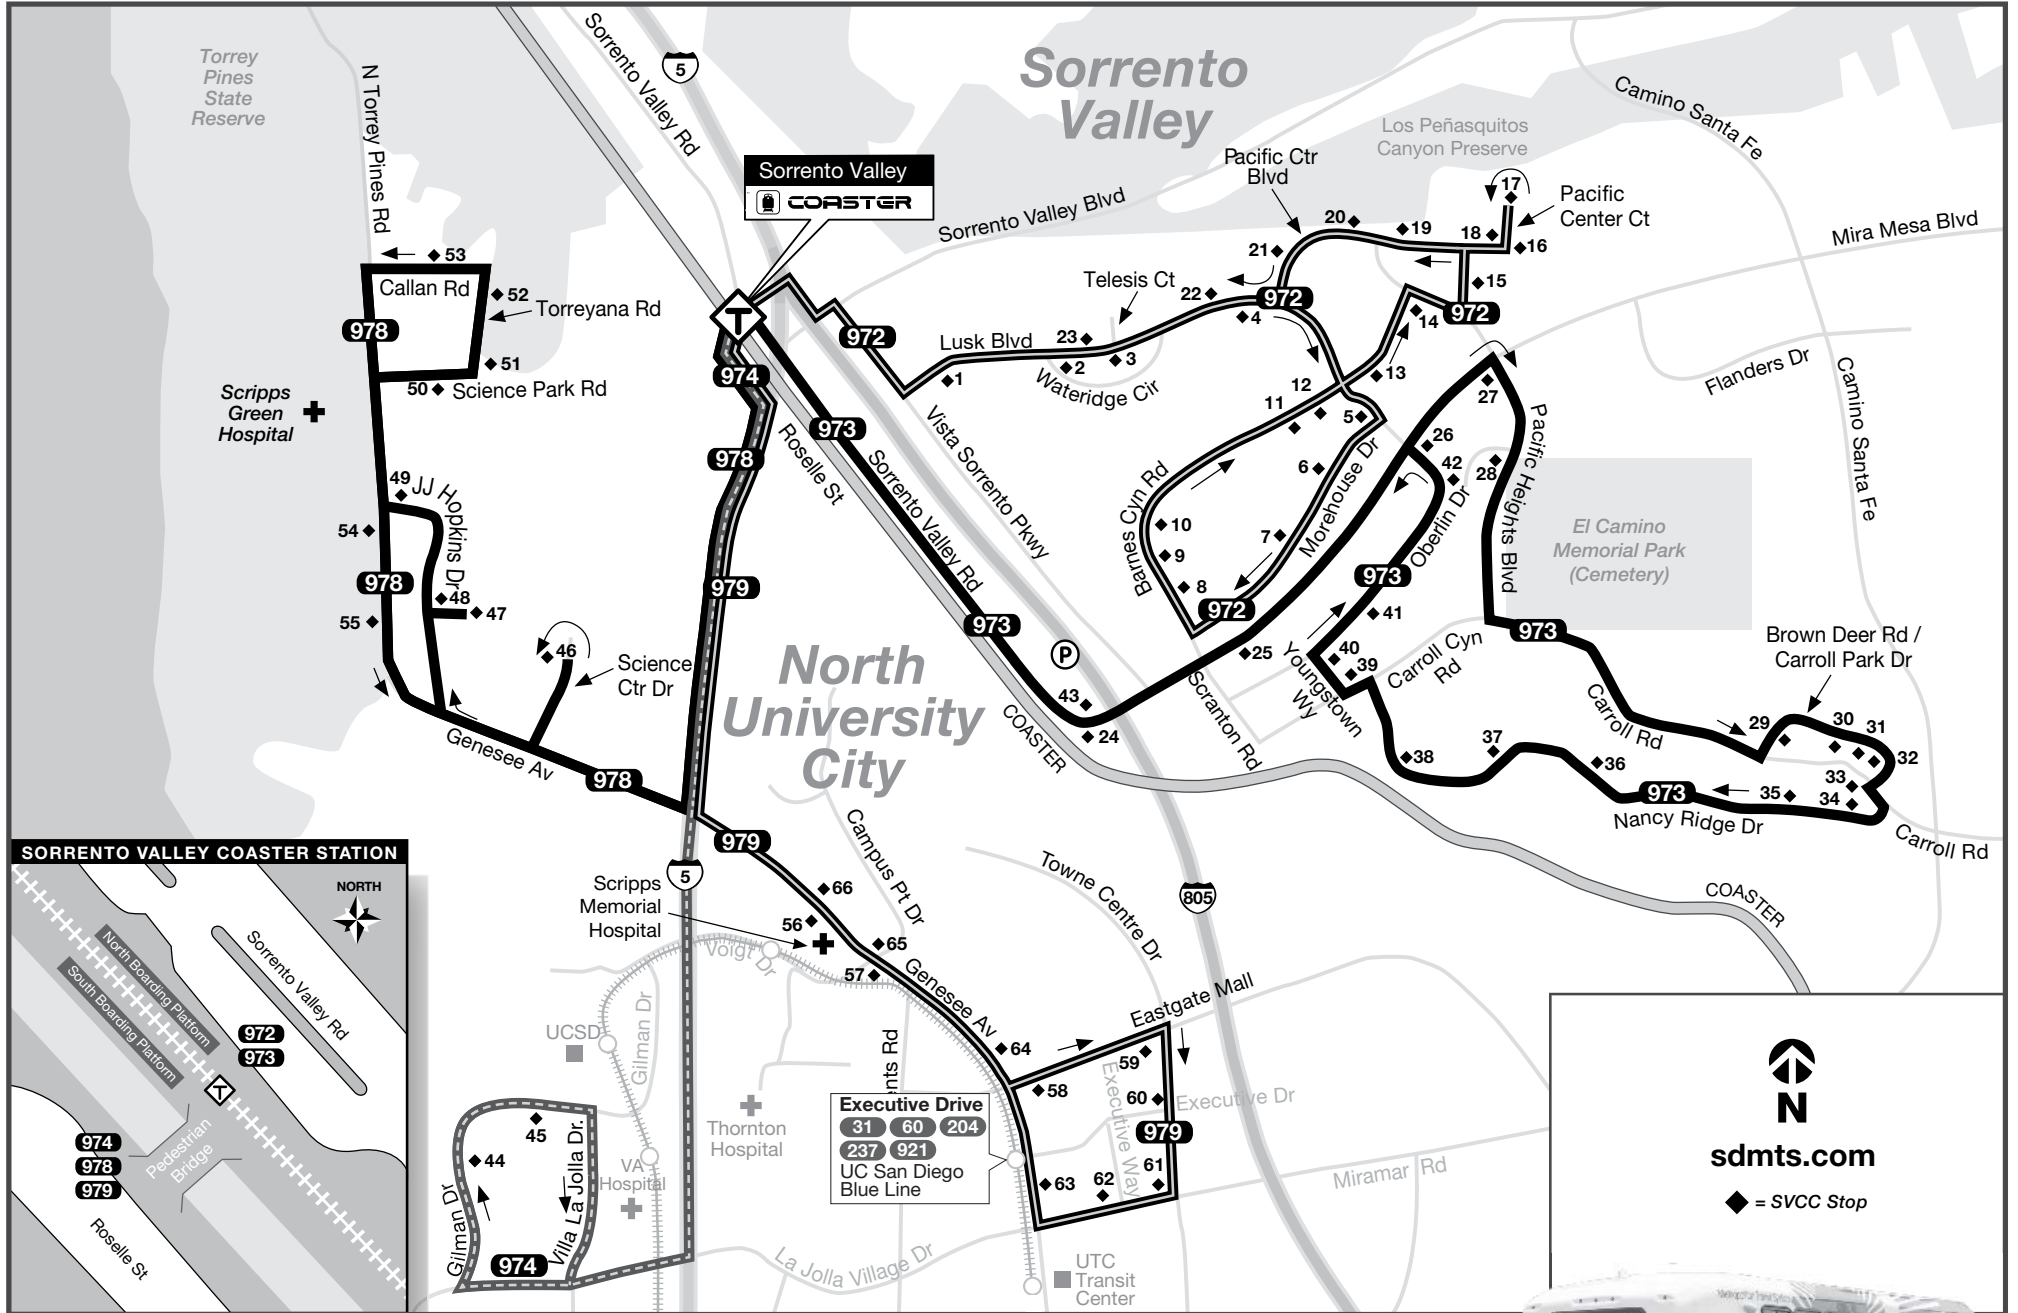 Torrey
Pines
State
Reserve
N Torrey Pines Rd
Sorrento Valley Rd
5
Sorrento
Valley
Los Peñasquitos
Canyon Preserve
Camino Santa Fe
Sorrento Valley
COASTER
Sorrento Valley Blvd
Pacific Ctr
Blvd
17
Pacific
Center Ct
Mira Mesa Blvd
20
19
18
16
21
15
53
Callan Rd
52
Torreyana Rd
978
51
50
Science Park Rd
Scripps
Green
Hospital
T
972
Telesis Ct
22
972
4
14
972
Lusk Blvd
23
2
3
1
Wateridge Cir
12
13
11
5
27
Flanders Dr
Camino Santa Fe
974
973
978
Roselle St
Sorrento Valley Rd
Vista Sorrento Pkwy
6
Morehouse Dr
26
42
28
Pacific Heights Blvd
Oberlin Dr
Barnes Cyn Rd
10
9
8
7
972
973
El Camino
Memorial Park
(Cemetery)
49
JJ Hopkins Dr
54
978
48
47
55
46
Science
Ctr Dr
979
973
P
North
University
City
41
40
39
25
Youngstown
Wy
Carroll Cyn
Rd
Scranton Rd
973
Brown Deer Rd /
Carroll Park Dr
Carroll Rd
29
30
31
32
33
34
35
36
37
38
973
Nancy Ridge Dr
Carroll Rd
43
24
COASTER
Genesee Av
978
979
5
805
COASTER
Campus Pt Dr
Towne Centre Dr
Scripps
Memorial
Hospital
66
56
65
57
Voigt Dr
Genesee Av
64
Eastgate Mall
59
58
60
Executive Dr
Executive Way
979
61
62
63
Miramar Rd
UCSD
Gilman Dr
45
44
Villa La Jolla Dr.
Gilman Dr
974
VA
Hospital
Thornton
Hospital
ents Rd
Executive Drive
31 60 204
237 921
UC San Diego
Blue Line
La Jolla Village Dr
UTC
Transit
Center
SORRENTO VALLEY COASTER STATION
NORTH
Sorrento Valley Rd
North Boarding Platform
South Boarding Platform
972
973
T
974
978
979
Pedestrian
Bridge
Roselle St
N
sdmts.com
= SVCC Stop